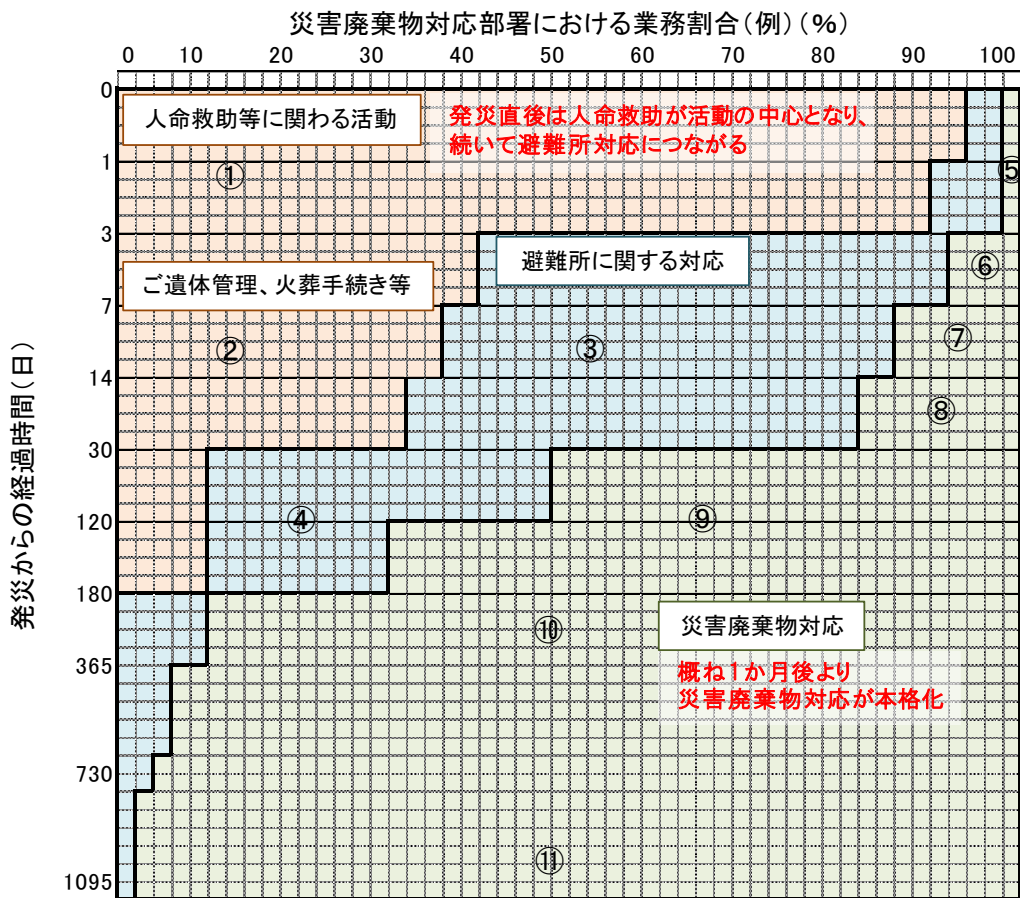 災害廃棄物対応部署における業務割合(例)(%)
0 10 20 30 40 50 60 70 80 90 100
発災からの経過時間(日)
0
人命救助等に関わる活動
発災直後は人命救助が活動の中心となり、
続いて避難所対応につながる
1
①
⑤
3
避難所に関する対応
⑥
ご遺体管理、火葬手続き等
7
②
③
⑦
14
⑧
30
④
⑨
120
180
⑩
災害廃棄物対応
365
概ね1か月後より
災害廃棄物対応が本格化
730
⑪
1095